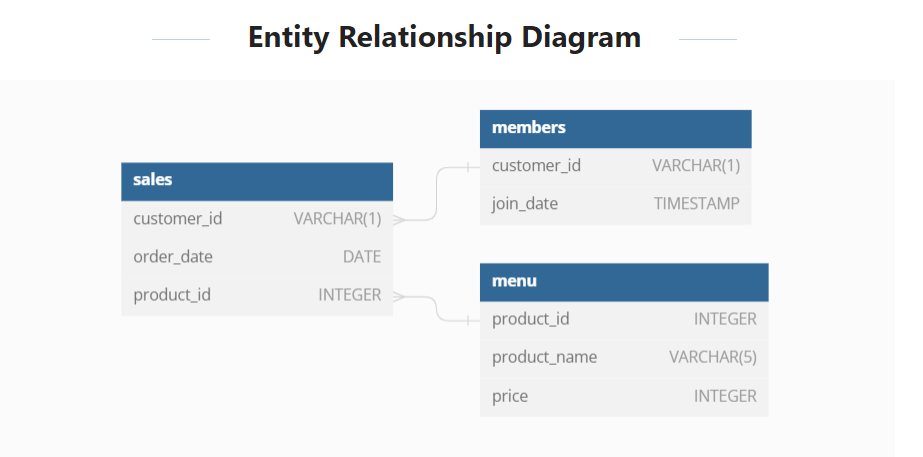 Entity Relationship Diagram
sales
customer_id VARCHAR(1)
order_date DATE
product_id INTEGER
members
customer_id VARCHAR(1)
join_date TIMESTAMP
menu
product_id INTEGER
product_name VARCHAR(5)
price INTEGER